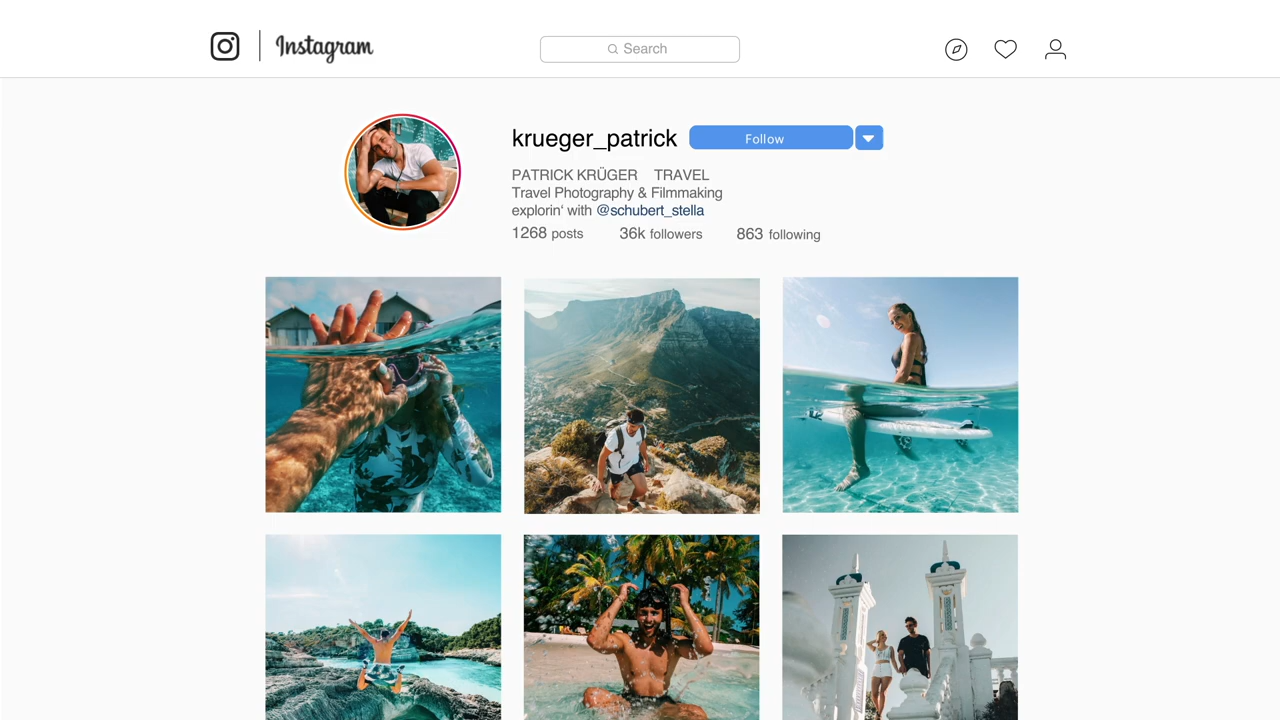 Instagram
Search
krueger_patrick Follow
PATRICK KRÜGER TRAVEL
Travel Photography & Filmmaking
explorin‘ with @schubert_stella
1268 posts 36k followers 863 following